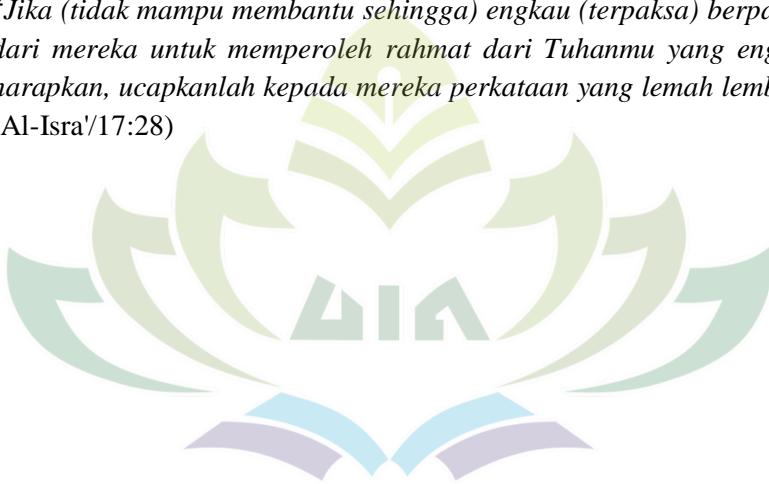 Jika (tidak mampu membantu sehingga) engkau (terpaksa)
dari mereka untuk memperoleh rahmat dari Tuhanmu yang
harapkan, ucapkanlah kepada mereka perkataan yang lemah
Al-Isra'/17:28)
UIN